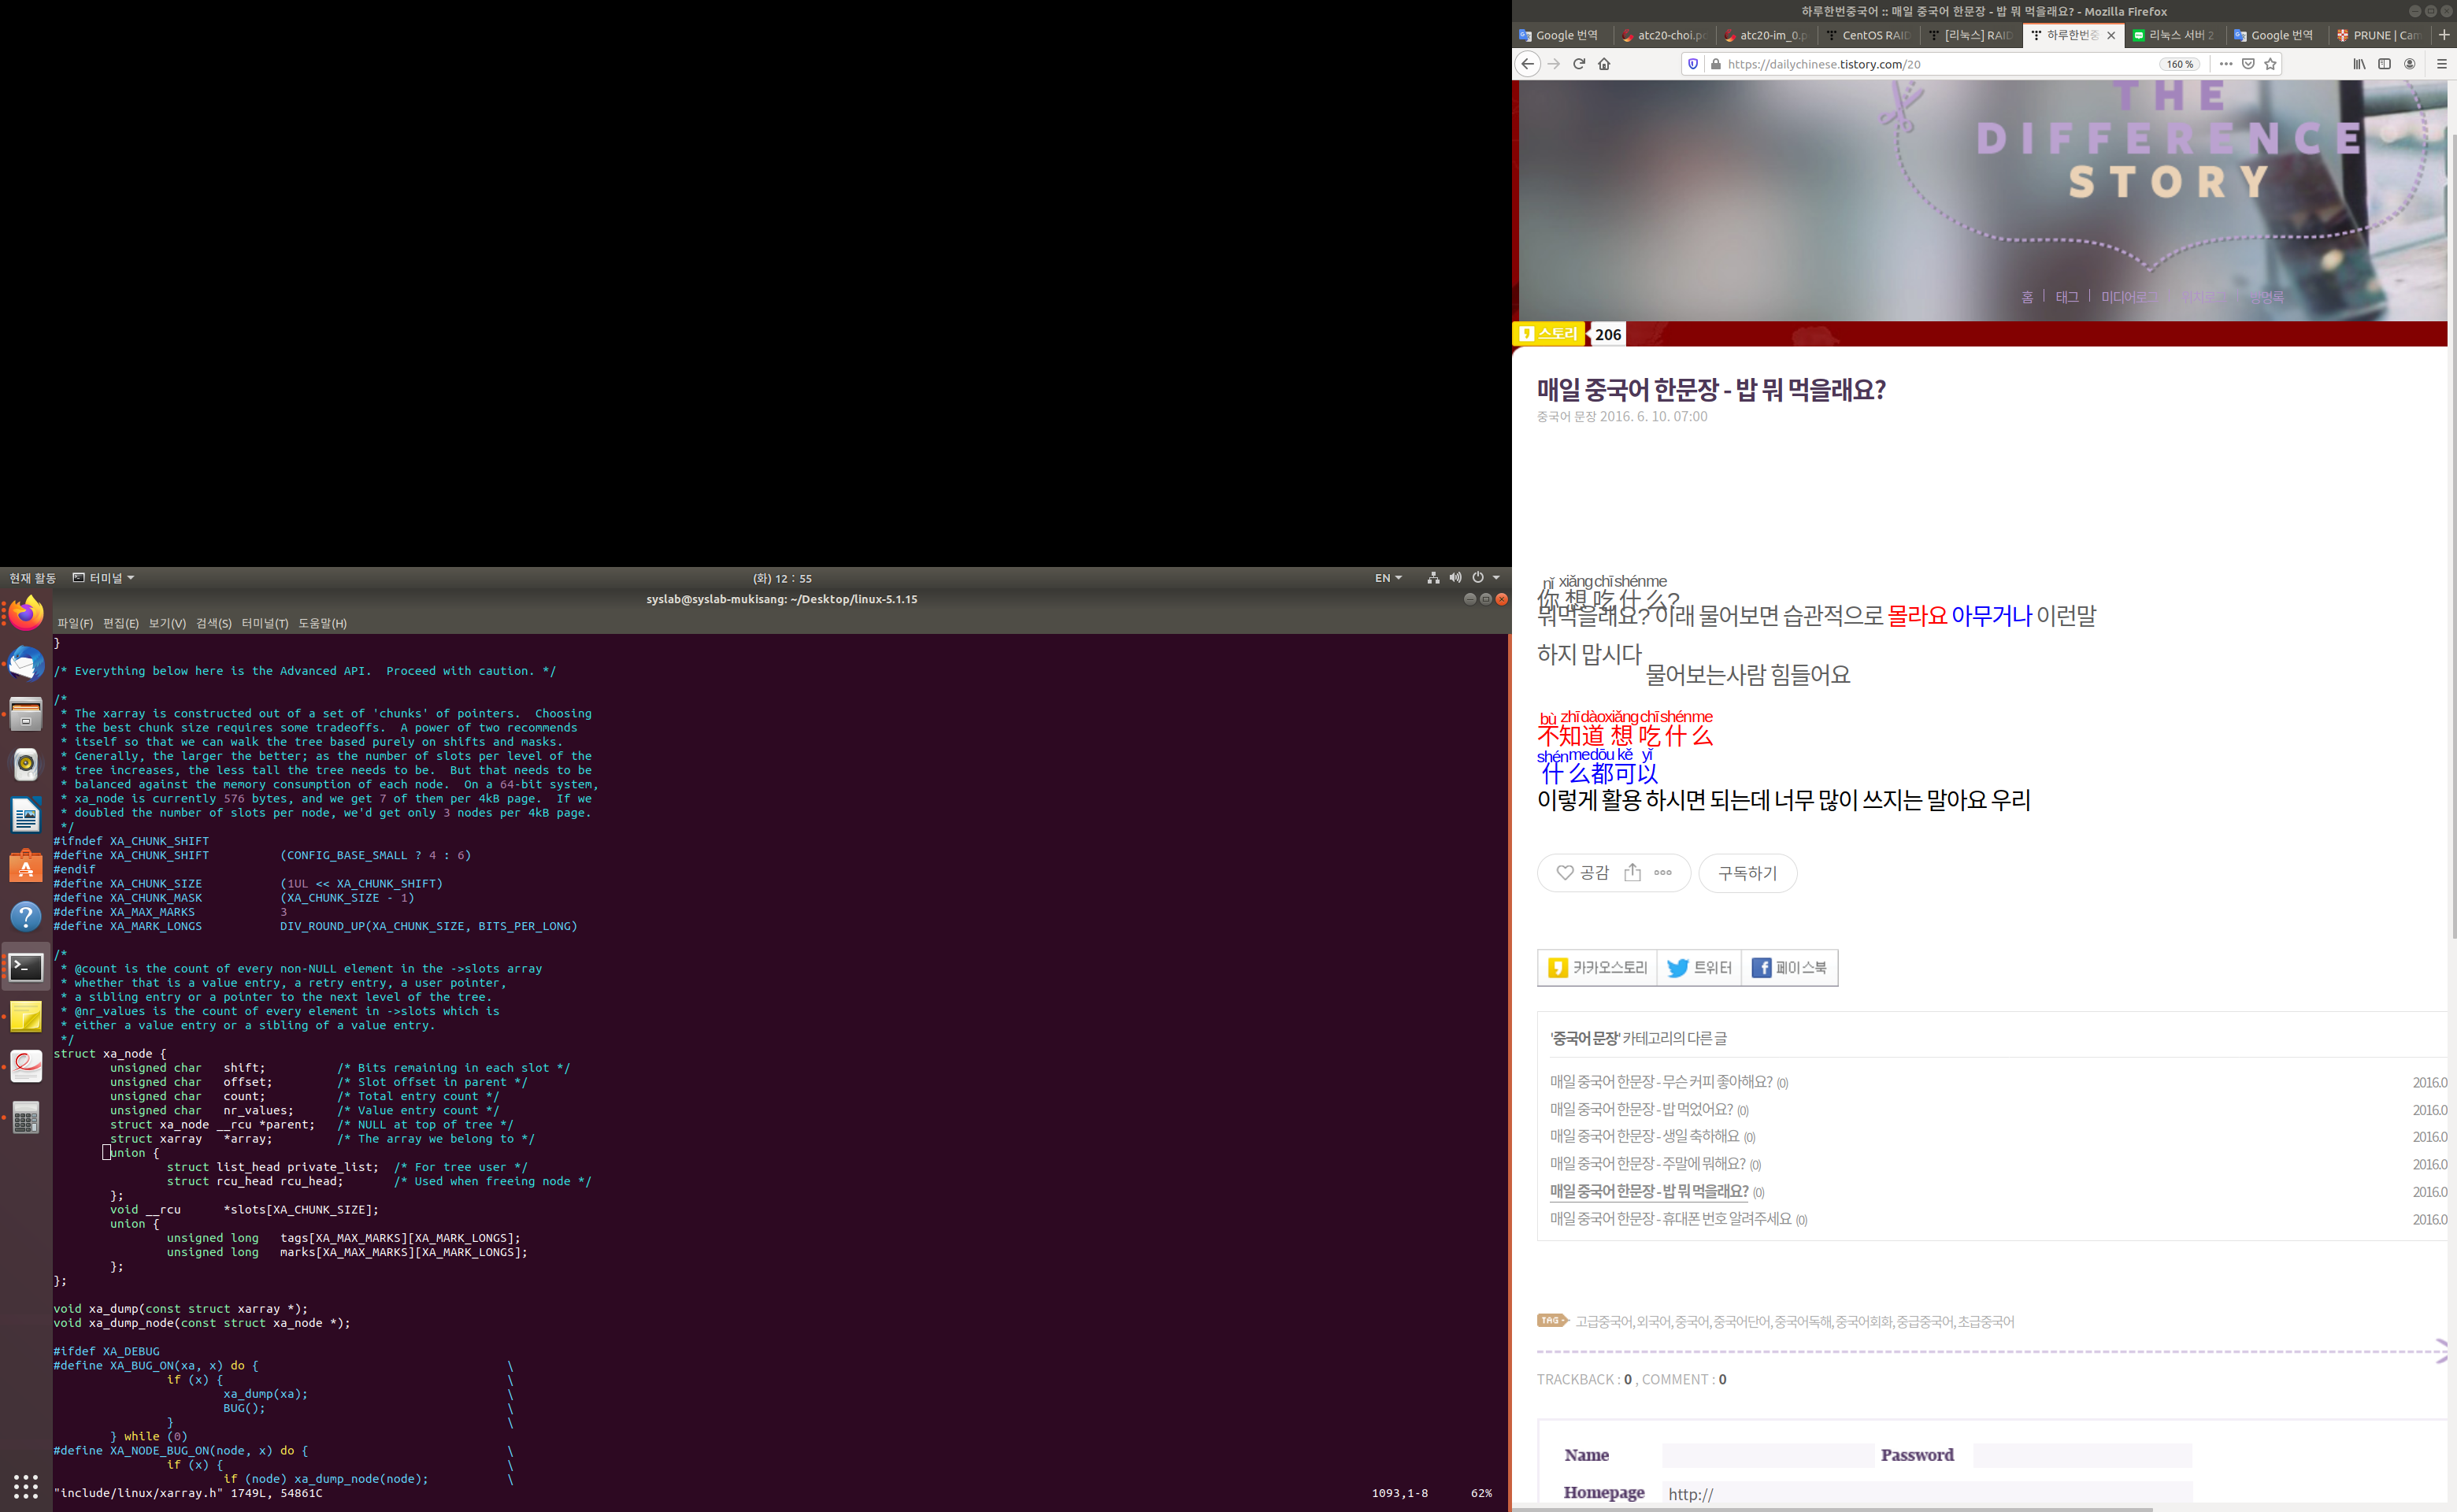 현재 활동
터미널
(화) 12 : 55
EN
syslab@syslab-mukisang: ~/Desktop/linux-5.1.15
파일(F) 편집(E) 보기(V) 검색(S) 터미널(T) 도움말(H)
}
/* Everything below here is the Advanced API.  Proceed with caution. */
/*
 * The xarray is constructed out of a set of 'chunks' of pointers.  Choosing
 * the best chunk size requires some tradeoffs.  A power of two recommends
 * itself so that we can walk the tree based purely on shifts and masks.
 * Generally, the larger the better; as the number of slots per level of the
 * tree increases, the less tall the tree needs to be.  But that needs to be
 * balanced against the memory consumption of each node.  On a 64-bit system,
 * xa_node is currently 576 bytes, and we get 7 of them per 4kB page.  If we
 * doubled the number of slots per node, we'd get only 3 nodes per 4kB page.
 */
#ifndef XA_CHUNK_SHIFT
#define XA_CHUNK_SHIFT          (CONFIG_BASE_SMALL ? 4 : 6)
#endif
#define XA_CHUNK_SIZE           (1UL << XA_CHUNK_SHIFT)
#define XA_CHUNK_MASK           (XA_CHUNK_SIZE - 1)
#define XA_MAX_MARKS            3
#define XA_MARK_LONGS           DIV_ROUND_UP(XA_CHUNK_SIZE, BITS_PER_LONG)
/*
 * @count is the count of every non-NULL element in the ->slots array
 * whether that is a value entry, a retry entry, a user pointer,
 * a sibling entry or a pointer to the next level of the tree.
 * @nr_values is the count of every element in ->slots which is
 * either a value entry or a sibling of a value entry.
 */
struct xa_node {
        unsigned char   shift;          /* Bits remaining in each slot */
        unsigned char   offset;         /* Slot offset in parent */
        unsigned char   count;          /* Total entry count */
        unsigned char   nr_values;      /* Value entry count */
        struct xa_node __rcu *parent;   /* NULL at top of tree */
        struct xarray   *array;         /* The array we belong to */
        union {
                struct list_head private_list;  /* For tree user */
                struct rcu_head rcu_head;       /* Used when freeing node */
        };
        void __rcu      *slots[XA_CHUNK_SIZE];
        union {
                unsigned long   tags[XA_MAX_MARKS][XA_MARK_LONGS];
                unsigned long   marks[XA_MAX_MARKS][XA_MARK_LONGS];
        };
};
void xa_dump(const struct xarray *);
void xa_dump_node(const struct xa_node *);
#ifdef XA_DEBUG
#define XA_BUG_ON(xa, x) do {                                   \
                if (x) {                                        \
                        xa_dump(xa);                            \
                        BUG();                                  \
                }                                               \
        } while (0)
#define XA_NODE_BUG_ON(node, x) do {                            \
                if (x) {                                        \
                        if (node) xa_dump_node(node);           \
"include/linux/xarray.h" 1749L, 54861C
1093,1-8
62%
하루한번중국어 :: 매일 중국어 한문장 - 밥 뭐 먹을래요? - Mozilla Firefox
Google 번역
atc20-choi.p
atc20-im_0.p
CentOS RAID
[리눅스] RAID
하루한번중
리눅스 서버 2
Google 번역
PRUNE | Cam
https://dailychinese.tistory.com/20
160 %
THE
DIFFERENCE
STORY
홈 | 태그 | 미디어로그
스토리 206
매일 중국어 한문장 - 밥 뭐 먹을래요?
중국어 문장 2016. 6. 10. 07:00
nǐ xiǎng chī shén me
你 想 吃 什 么?
뭐먹을래요? 이래 물어보면 습관적으로 몰라요 아무거나 이런말
하지 맙시다
물어보는사람 힘들어요
bù zhī dào xiǎng chī shén me
不知道 想 吃 什 么
shén me dōu kě yǐ
什 么都可以
이렇게 활용 하시면 되는데 너무 많이 쓰지는 말아요 우리
공감
구독하기
카카오스토리
트위터
페이스북
'중국어 문장' 카테고리의 다른 글
매일 중국어 한문장 - 무슨 커피 좋아해요? (0) 2016.0
매일 중국어 한문장 - 밥 먹었어요? (0) 2016.0
매일 중국어 한문장 - 생일 축하해요 (0) 2016.0
매일 중국어 한문장 - 주말에 뭐해요? (0) 2016.0
매일 중국어 한문장 - 밥 뭐 먹을래요? (0) 2016.0
매일 중국어 한문장 - 휴대폰 번호 알려주세요 (0) 2016.0
TAG 고급중국어, 외국어, 중국어, 중국어단어, 중국어독해, 중국어회화, 중급중국어, 초급중국어
TRACKBACK : 0 , COMMENT : 0
Name
Password
Homepage
http://